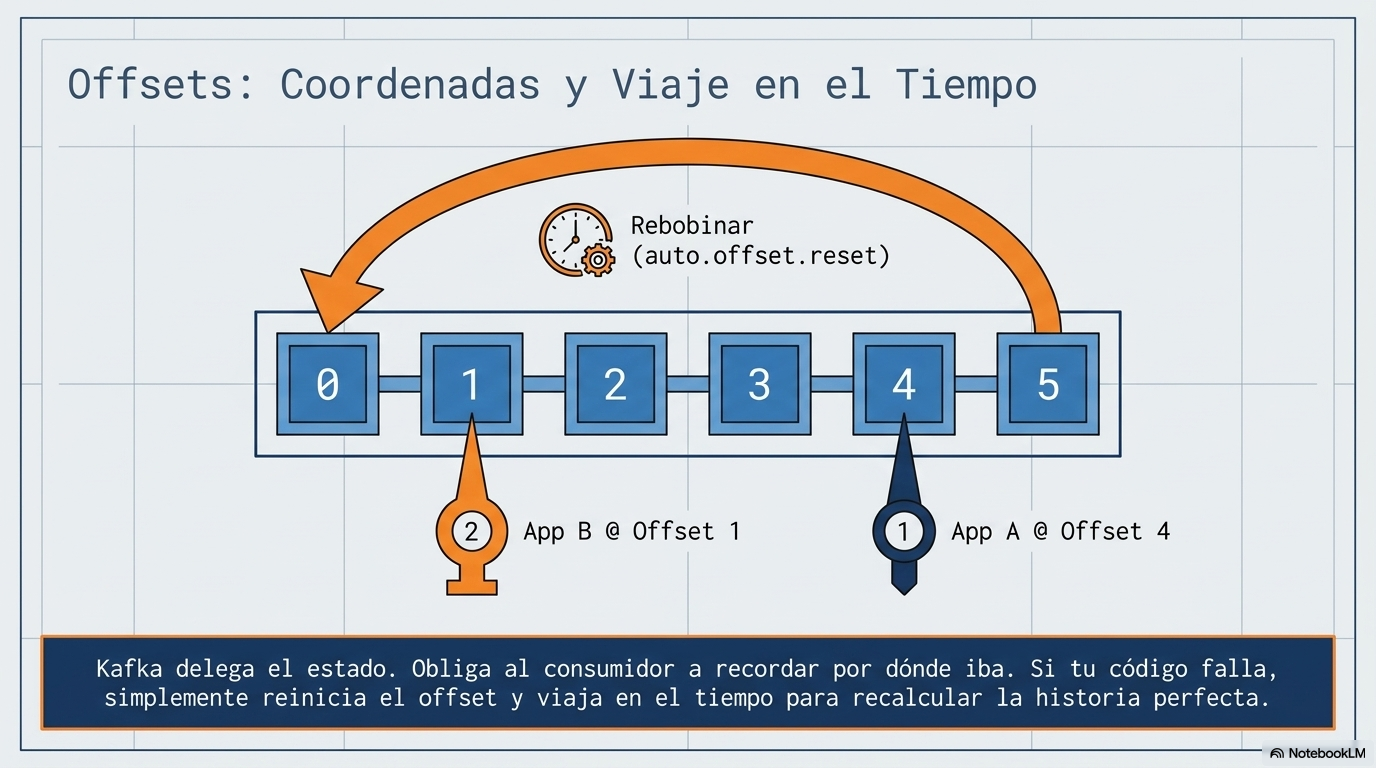 Offsets: Coordenadas y Viaje en el Tiempo
Rebobinar
(auto.offset.reset)
0 1 2 3 4 5
2 App B @ Offset 1
1 App A @ Offset 4
Kafka delega el estado. Obliga al consumidor a recordar por dónde iba. Si tu código falla,
simplemente reinicia el offset y viaja en el tiempo para recalcular la historia perfecta.
NotebookLM